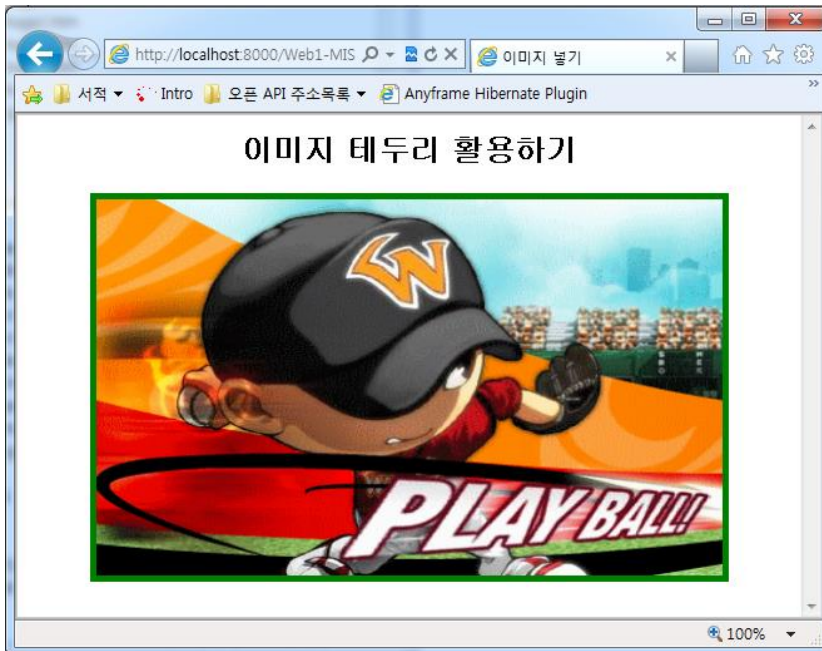 http://localhost:8000/Web1-MIS
이미지 넣기
서적
Intro
오픈 API 주소목록
Anyframe Hibernate Plugin
이미지 테두리 활용하기
W
PLAY BALL!
100%